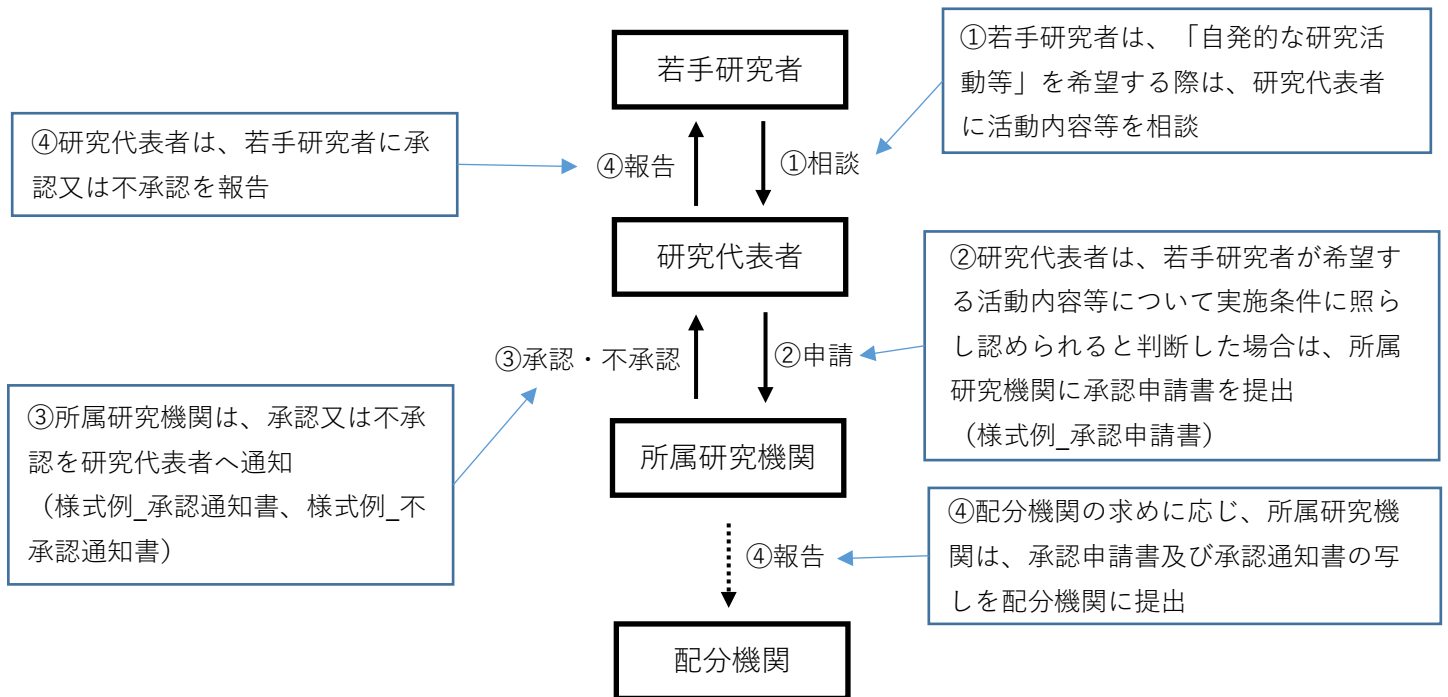 若手研究者
①若手研究者は、「自発的な研究活
動等」を希望する際は、研究代表者
に活動内容等を相談
④研究代表者は、若手研究者に承
認又は不承認を報告
④報告
①相談
研究代表者
②研究代表者は、若手研究者が希望す
る活動内容等について実施条件に照ら
し認められると判断した場合は、所属
研究機関に承認申請書を提出
（様式例_承認申請書）
③承認・不承認
②申請
③所属研究機関は、承認又は不承
認を研究代表者へ通知
（様式例_承認通知書、様式例_不
承認通知書）
所属研究機関
④配分機関の求めに応じ、所属研究機
関は、承認申請書及び承認通知書の写
しを配分機関に提出
④報告
配分機関